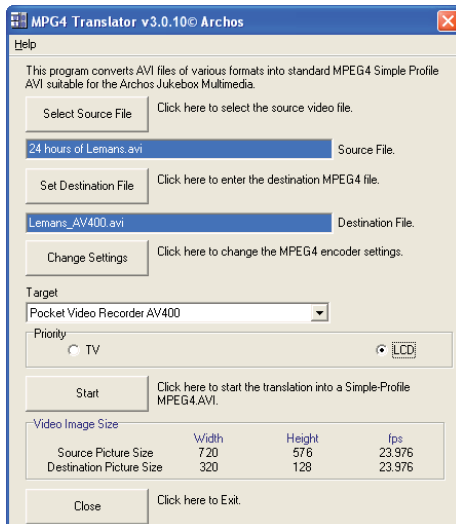 MPG4 Translator v3.0.10© Archos
Help
This program converts AVI files of various formats into standard MPEG4 Simple Profile
AVI suitable for the Archos Jukebox Multimedia.
Select Source File Click here to select the source video file.
24 hours of Lemans.avi Source File.
Set Destination File Click here to enter the destination MPEG4 file.
Lemans_AV400.avi Destination File.
Change Settings Click here to change the MPEG4 encoder settings.
Target
Pocket Video Recorder AV400
Priority
TV LCD
Start Click here to start the translation into a Simple-Profile
MPEG4.AVI.
Video Image Size
Width Height fps
Source Picture Size 720 576 23.976
Destination Picture Size 320 128 23.976
Close Click here to Exit.